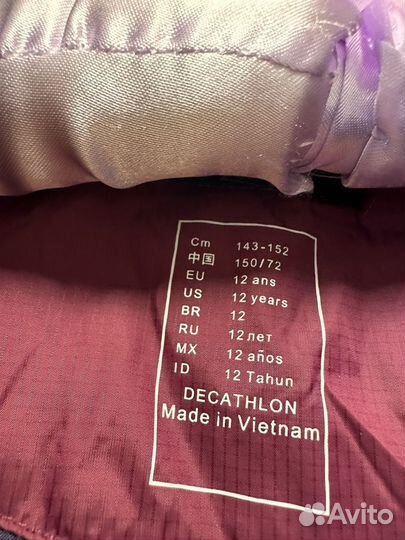 Cm 143-152
中国 150/72
EU 12 ans
US 12 years
BR 12
RU 12 лет
MX 12 años
ID 12 Tahun
DECATHLON
Made in Vietnam
Avito